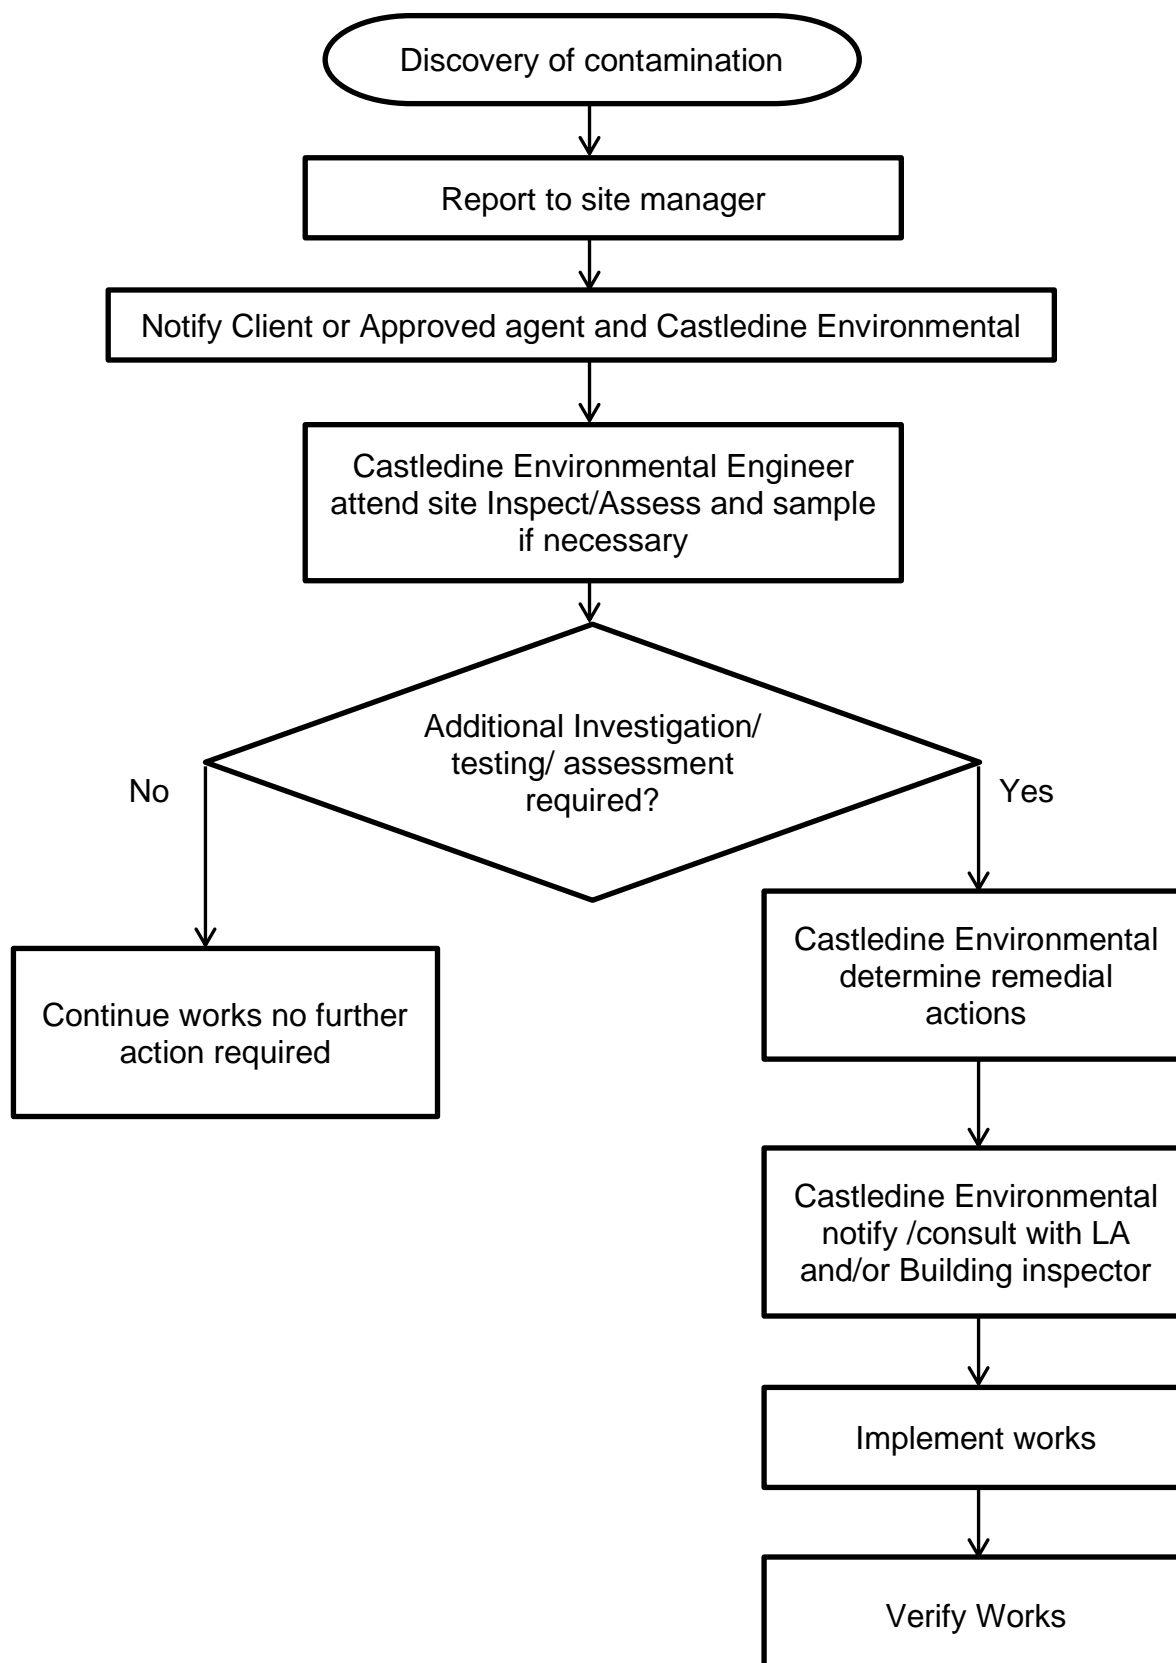 Discovery of contamination
Report to site manager
Notify Client or Approved agent and Castledine Environmental
Castledine Environmental Engineer
attend site Inspect/Assess and sample
if necessary
Additional Investigation/
testing/ assessment
required?
No
Yes
Continue works no further
action required
Castledine Environmental
determine remedial
actions
Castledine Environmental
notify /consult with LA
and/or Building inspector
Implement works
Verify Works